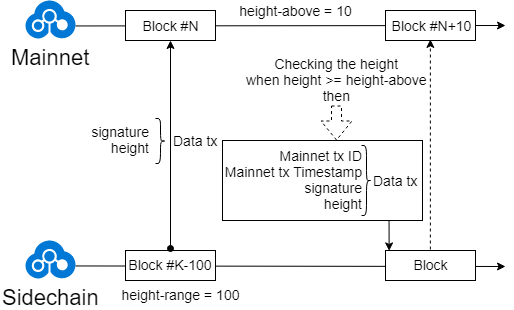 height-above = 10
Block #N
Block #N+10
Mainnet
Checking the height
when height >= height-above
then
signature
height
Data tx
Mainnet tx ID
Mainnet tx Timestamp
signature
height
Data tx
Block #K-100
Block
Sidechain
height-range = 100